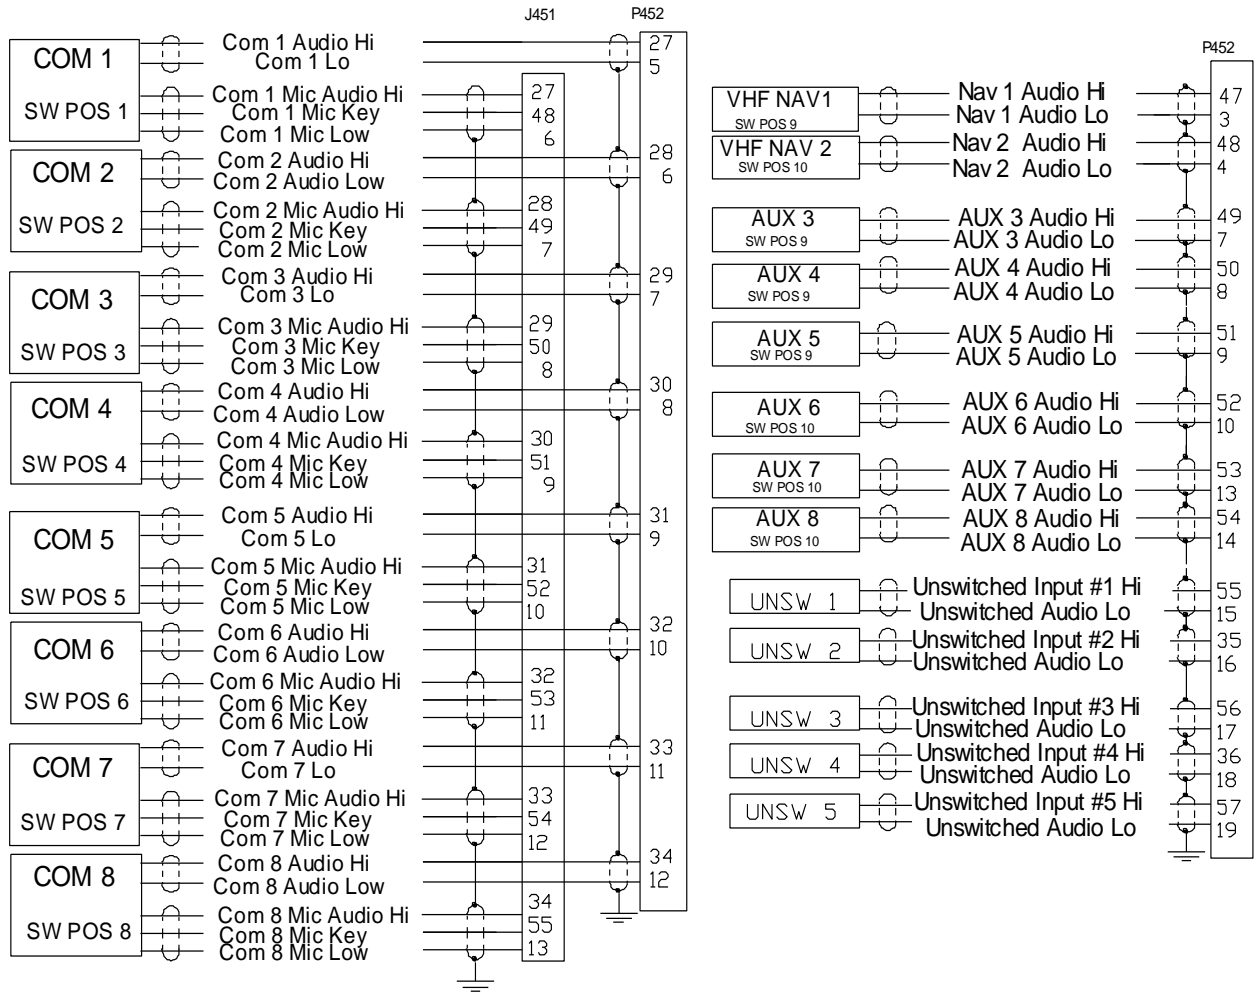 J451
P452
COM 1
SW POS 1
Com 1 Audio Hi
Com 1 Lo
Com 1 Mic Audio Hi
Com 1 Mic Key
Com 1 Mic Low
27
5
27
48
6
COM 2
SW POS 2
Com 2 Audio Hi
Com 2 Audio Low
Com 2 Mic Audio Hi
Com 2 Mic Key
Com 2 Mic Low
28
6
28
49
7
COM 3
SW POS 3
Com 3 Audio Hi
Com 3 Lo
Com 3 Mic Audio Hi
Com 3 Mic Key
Com 3 Mic Low
29
7
29
50
8
COM 4
SW POS 4
Com 4 Audio Hi
Com 4 Audio Low
Com 4 Mic Audio Hi
Com 4 Mic Key
Com 4 Mic Low
30
8
30
51
9
COM 5
SW POS 5
Com 5 Audio Hi
Com 5 Lo
Com 5 Mic Audio Hi
Com 5 Mic Key
Com 5 Mic Low
31
9
31
52
10
COM 6
SW POS 6
Com 6 Audio Hi
Com 6 Audio Low
Com 6 Mic Audio Hi
Com 6 Mic Key
Com 6 Mic Low
32
10
32
53
11
COM 7
SW POS 7
Com 7 Audio Hi
Com 7 Lo
Com 7 Mic Audio Hi
Com 7 Mic Key
Com 7 Mic Low
33
11
33
54
12
COM 8
SW POS 8
Com 8 Audio Hi
Com 8 Audio Low
Com 8 Mic Audio Hi
Com 8 Mic Key
Com 8 Mic Low
34
12
34
55
13
P452
VHF NAV1
SW POS 9
Nav 1 Audio Hi
Nav 1 Audio Lo
47
3
VHF NAV 2
SW POS 10
Nav 2 Audio Hi
Nav 2 Audio Lo
48
4
AUX 3
SW POS 9
AUX 3 Audio Hi
AUX 3 Audio Lo
49
7
AUX 4
SW POS 9
AUX 4 Audio Hi
AUX 4 Audio Lo
50
8
AUX 5
SW POS 9
AUX 5 Audio Hi
AUX 5 Audio Lo
51
9
AUX 6
SW POS 10
AUX 6 Audio Hi
AUX 6 Audio Lo
52
10
AUX 7
SW POS 10
AUX 7 Audio Hi
AUX 7 Audio Lo
53
13
AUX 8
SW POS 10
AUX 8 Audio Hi
AUX 8 Audio Lo
54
14
UNSW 1
Unswitched Input #1 Hi
Unswitched Audio Lo
55
15
UNSW 2
Unswitched Input #2 Hi
Unswitched Audio Lo
35
16
UNSW 3
Unswitched Input #3 Hi
Unswitched Audio Lo
56
17
UNSW 4
Unswitched Input #4 Hi
Unswitched Audio Lo
36
18
UNSW 5
Unswitched Input #5 Hi
Unswitched Audio Lo
57
19